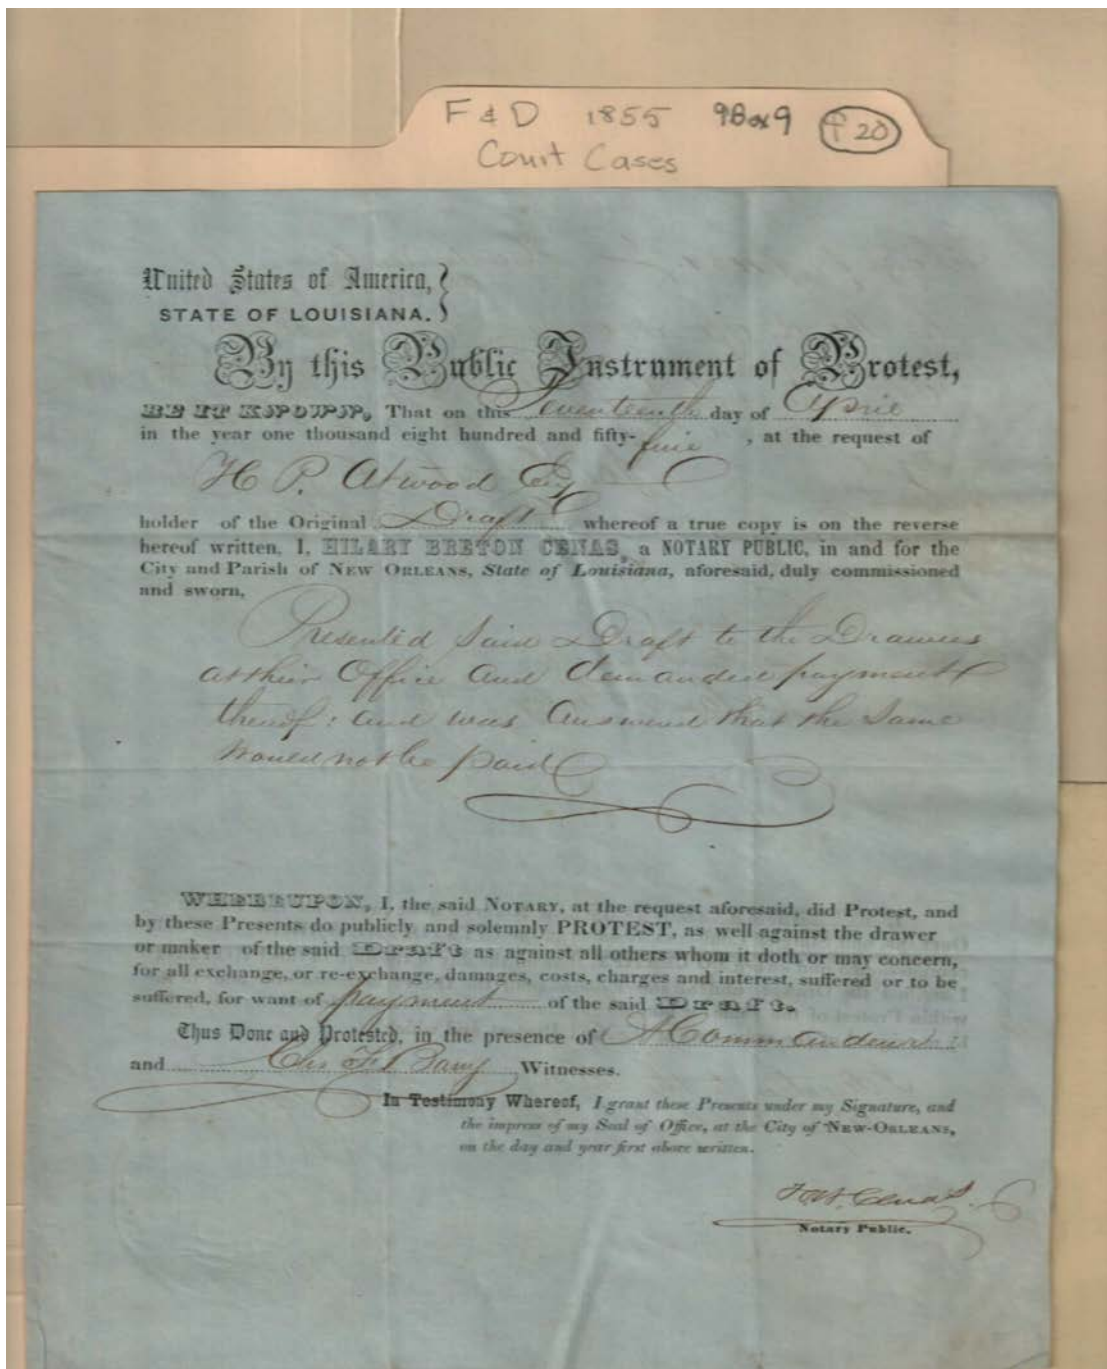 F & D 1855 9Box9 P 20
Court Cases
United States of America,
STATE OF LOUISIANA.
By this Public Instrument of Protest,
BE IT KNOWN, That on this Seventeenth day of April
in the year one thousand eight hundred and fifty-five, at the request of
H P. Atwood Esq
holder of the Original Draft whereof a true copy is on the reverse
hereof written, I, HILARY BRETON CENAS, a NOTARY PUBLIC, in and for the
City and Parish of NEW ORLEANS, State of Louisiana, aforesaid, duly commissioned
and sworn,
Presented said Draft to the Drawees
at their Office and demanded payment
thereof: and was answered that the same
would not be paid
WHEREUPON, I, the said NOTARY, at the request aforesaid, did Protest, and
by these Presents do publicly and solemnly PROTEST, as well against the drawer
or maker of the said Draft as against all others whom it doth or may concern,
for all exchange, or re-exchange, damages, costs, charges and interest, suffered or to be
suffered, for want of payment of the said Draft.
Thus Done and Protested, in the presence of A Commandeur
and Chs F. Barry Witnesses.
In Testimony Whereof, I grant these Presents under my Signature, and
the impress of my Seal of Office, at the City of NEW-ORLEANS,
on the day and year first above written.
Cenas
Notary Public.